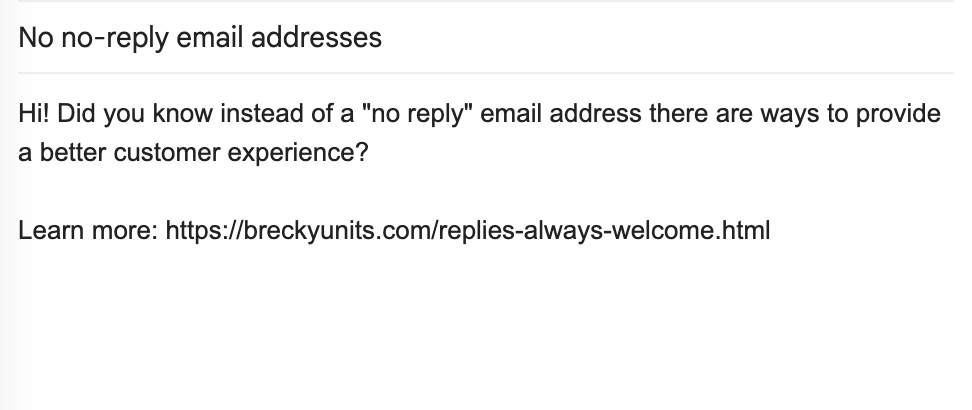 No no-reply email addresses
Hi! Did you know instead of a "no reply" email address there are ways to provide
a better customer experience?
Learn more: https://breckyunits.com/replies-always-welcome.html